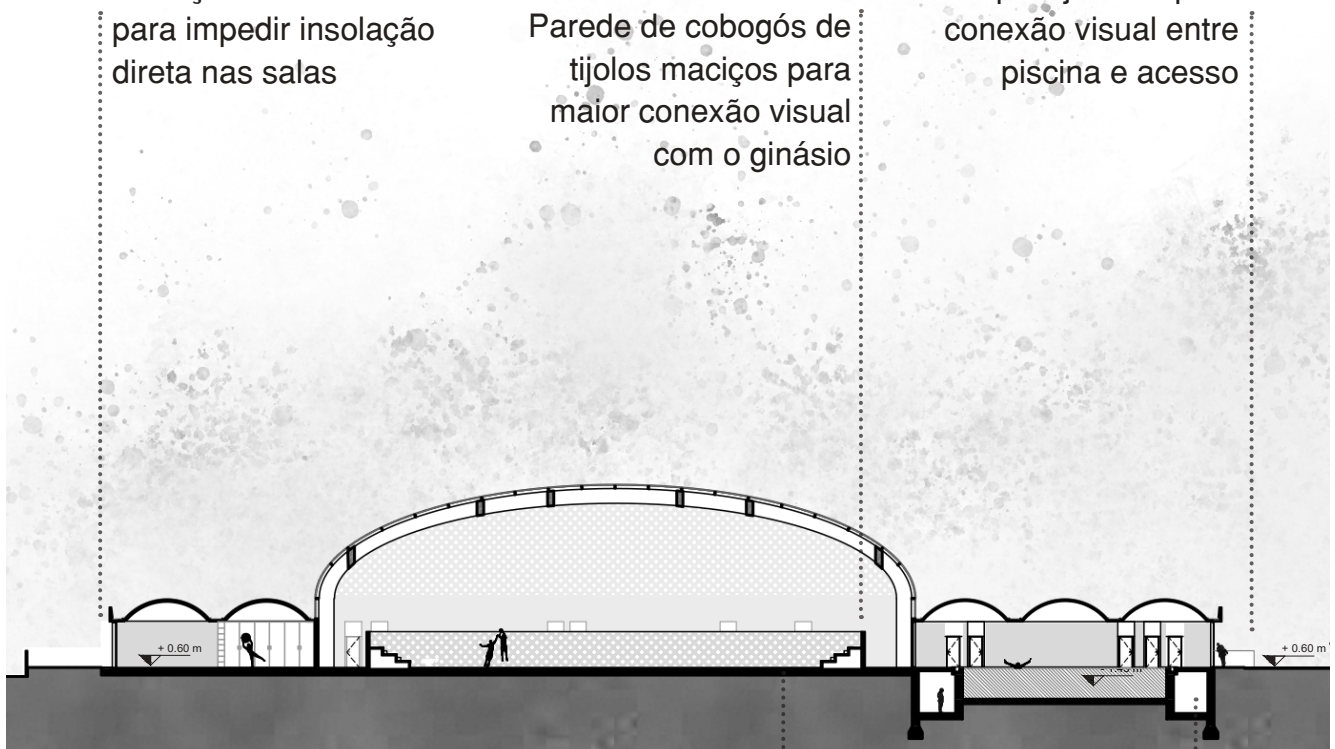 para impedir insolação
direta nas salas
Parede de cobogós de
tijolos maciços para
maior conexão visual
com o ginásio
conexão visual entre
piscina e acesso
+ 0.60 m
+ 0.60 m